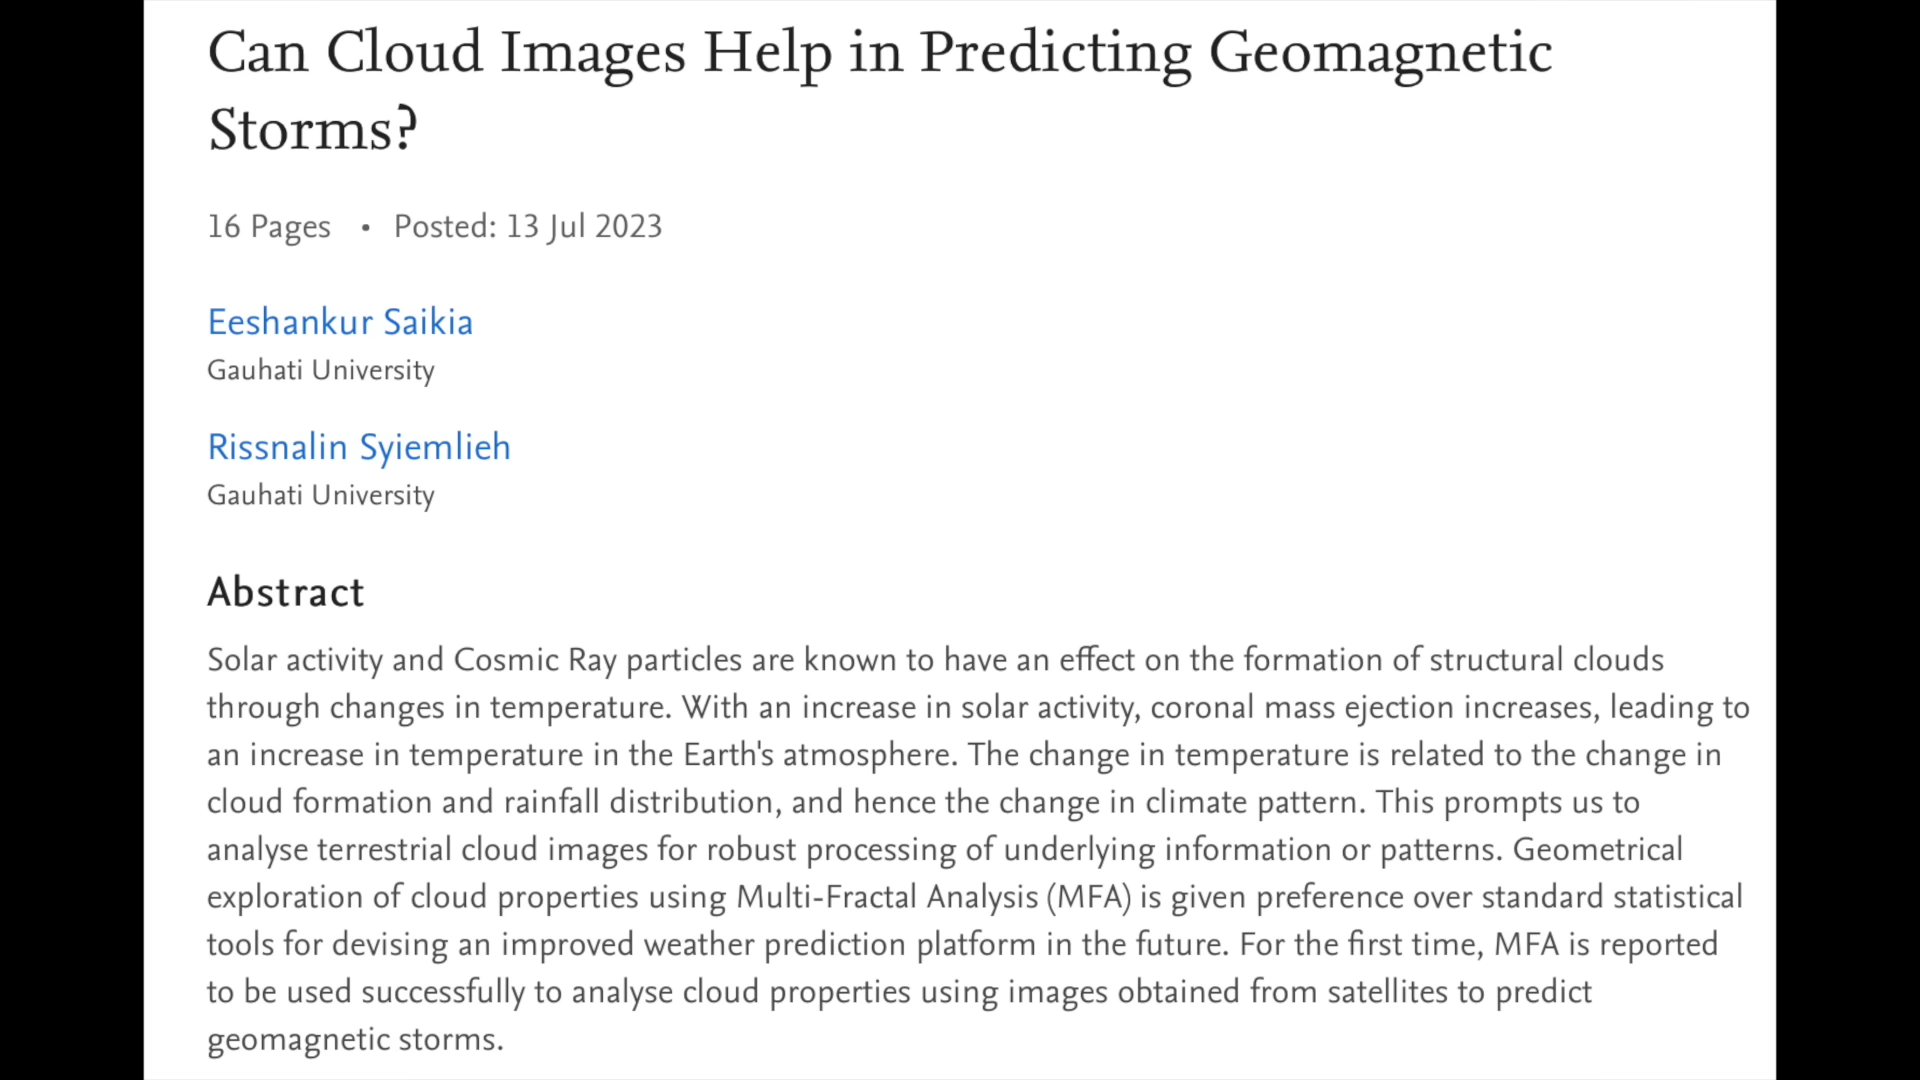 Can Cloud Images Help in Predicting Geomagnetic
Storms?
16 Pages • Posted: 13 Jul 2023
Eeshankur Saikia
Gauhati University
Rissnalin Syiemlieh
Gauhati University
Abstract
Solar activity and Cosmic Ray particles are known to have an effect on the formation of structural clouds
through changes in temperature. With an increase in solar activity, coronal mass ejection increases, leading to
an increase in temperature in the Earth's atmosphere. The change in temperature is related to the change in
cloud formation and rainfall distribution, and hence the change in climate pattern. This prompts us to
analyse terrestrial cloud images for robust processing of underlying information or patterns. Geometrical
exploration of cloud properties using Multi-Fractal Analysis (MFA) is given preference over standard statistical
tools for devising an improved weather prediction platform in the future. For the first time, MFA is reported
to be used successfully to analyse cloud properties using images obtained from satellites to predict
geomagnetic storms.